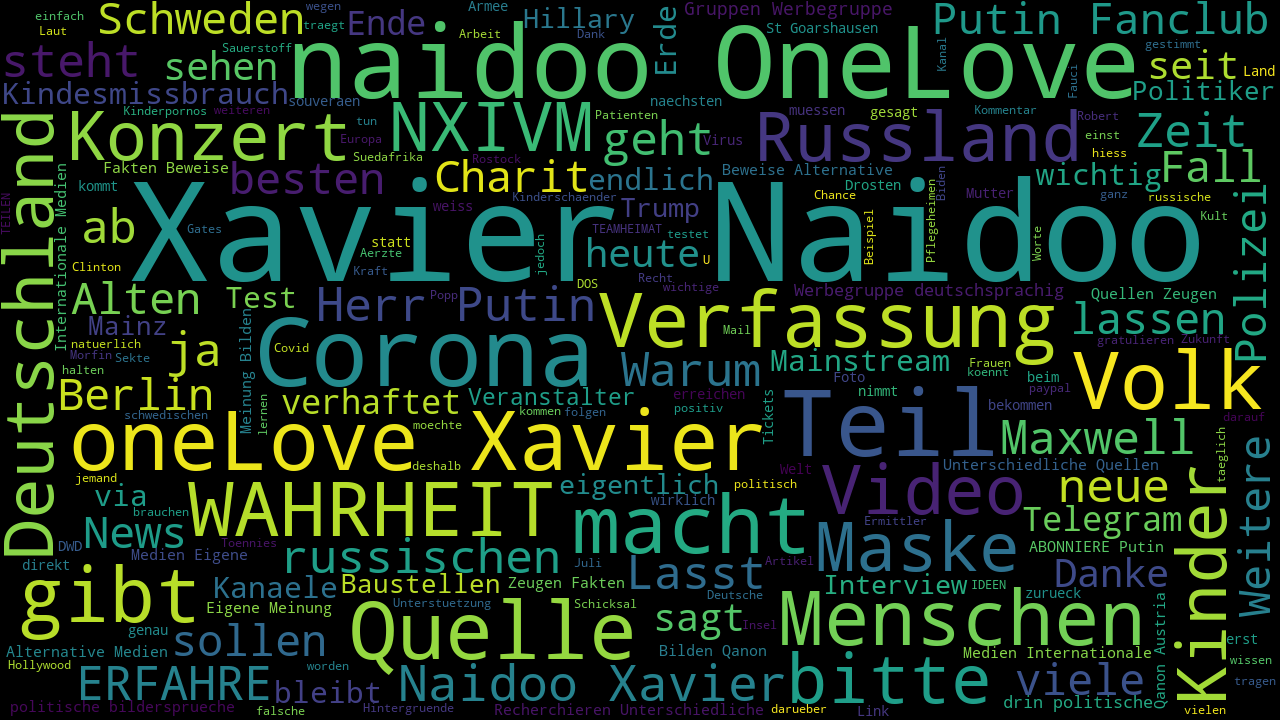 wegen
Armee
Gruppen Werbegruppe
einfach
Schweden
Ende
Hillary
Putin Fanclub
Laut
traegt
Arbeit
Dank
St Goarshausen
steht
Sauerstoff
sehen
naidoo
Erde
OneLove
Kanal
gestimmt
seit
Land
Kindesmissbrauch
souveraen
naechsten
Fauci
Politiker
Kinderpornos
weiteren
tun
NXIVM
Patienten
muessen
gesagt
Kommentar
Robert
Konzert
Europa
geht
Virus
Russland
einst
Zeit
Deutschland
Internationale Medien
Fakten Beweise
Suedafrika
Rostock
hiess
Fall
kommt
besten
Charit
endlich
Beweise Alternative
Drosten
wichtig
TEILEN
weiss
Kinderschaender
Trump
Chance
Pflegeheimen
Biden
Mutter
ganz
russische
ab
Xavier Naidoo
Gates
statt
Aerzte
jedoch
TEAMHEIMAT
testet
heute
U
Beispiel
Worte
Kult
Polizei
Clinton
Kraft
Recht
wichtige
Alten
Test
Herr Putin
Popp
DOS
Verfassung
Werbegruppe deutschsprachig
Quellen Zeugen
Mainz
Meinung Bilden
Corona
Mail
lassen
natuerlich
ja
Covid
Warum
Mainstream
gratulieren
Zukunft
Morfin
Sekte
Frauen
Volk
halten
Foto
koennt
beim
paypal
Berlin
lernen
verhaftet
Veranstalter
erreichen
Tickets
nimmt
Teil
bekommen
schwedischen
kommen
folgen
positiv
darauf
oneLove Xavier
moechte
Maxwell
taeglich
deshalb
Welt
Unterschiedliche Quellen
jemand
via
WAHRHEIT
eigentlich
politisch
Video
neue
Kinder
Weitere
brauchen
wirklich
macht
News
Toennies
Ermittler
Telegram
DWD
Medien Eigene
russischen
Juli
Artikel
Maske
ABONNIERE Putin
direkt
gibt
Kanaele
Baustellen
Zeugen Fakten
Lasst
Deutsche
Interview
IDEEN
Danke
zurueck
Eigene Meinung
Unterstuetzung
Schicksal
Qanon Austria
genau
Quelle
sagt
Insel
Menschen
sollen
erst
Alternative Medien
Bilden Qanon
Medien Internationale
Hollywood
worden
wissen
ERFAHRE
bleibt
Naidoo Xavier
bitte
viele
tragen
politische bildersprueche
falsche
Hintergruende
Recherchieren Unterschiedliche
darueber
Link
drin politische
vielen